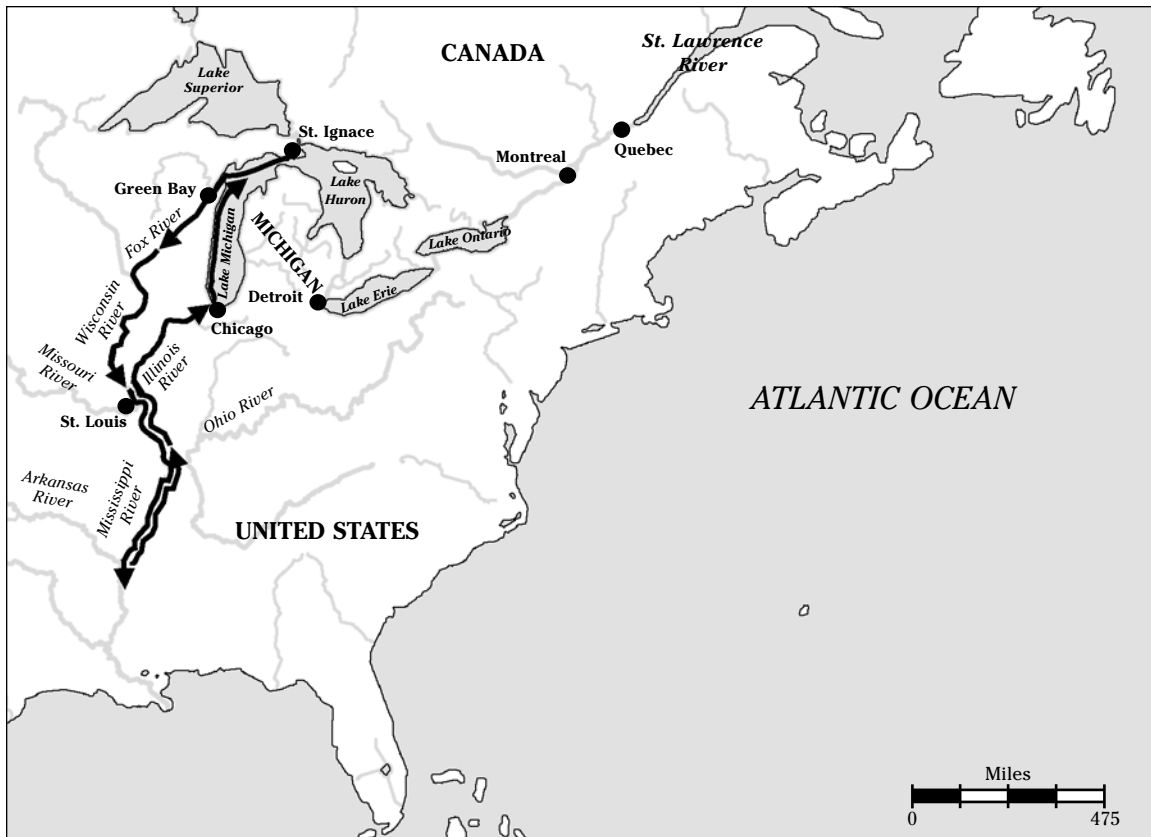 CANADA
St. Lawrence
River
Lake
Superior
St. Ignace
Quebec
Montreal
Green Bay
Lake
Huron
Fox River
Lake Michigan
MICHIGAN
Lake Ontario
Detroit
Lake Erie
Wisconsin
River
Chicago
Missouri
River
Illinois
River
ATLANTIC OCEAN
St. Louis
Ohio River
Arkansas
River
Mississippi
River
UNITED STATES
Miles
0 475